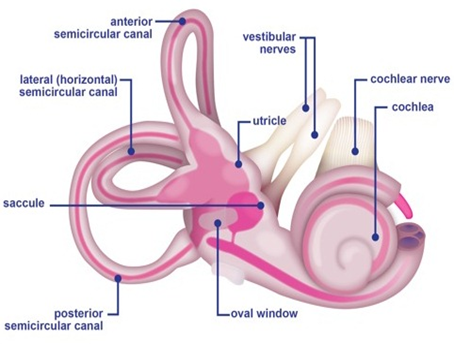 anterior
semicircular canal
vestibular
nerves
lateral (horizontal)
semicircular canal
cochlear nerve
cochlea
utricle
saccule
posterior
semicircular canal
oval window